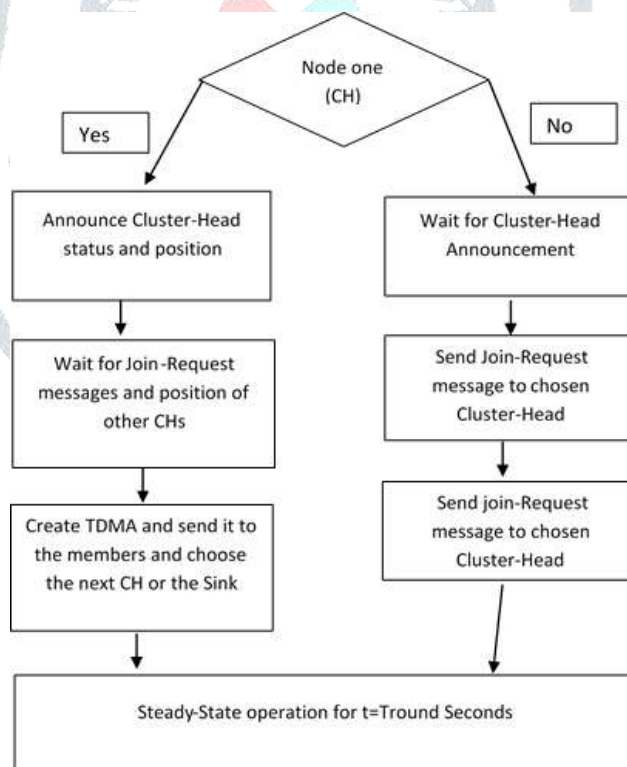 Node one
(CH)
Yes
No
Announce Cluster-Head
status and position
Wait for Cluster-Head
Announcement
Wait for Join-Request
messages and position of
other CHs
Send Join-Request
message to chosen
Cluster-Head
Create TDMA and send it to
the members and choose
the next CH or the Sink
Send join-Request
message to chosen
Cluster-Head
Steady-State operation for t=Tround Seconds